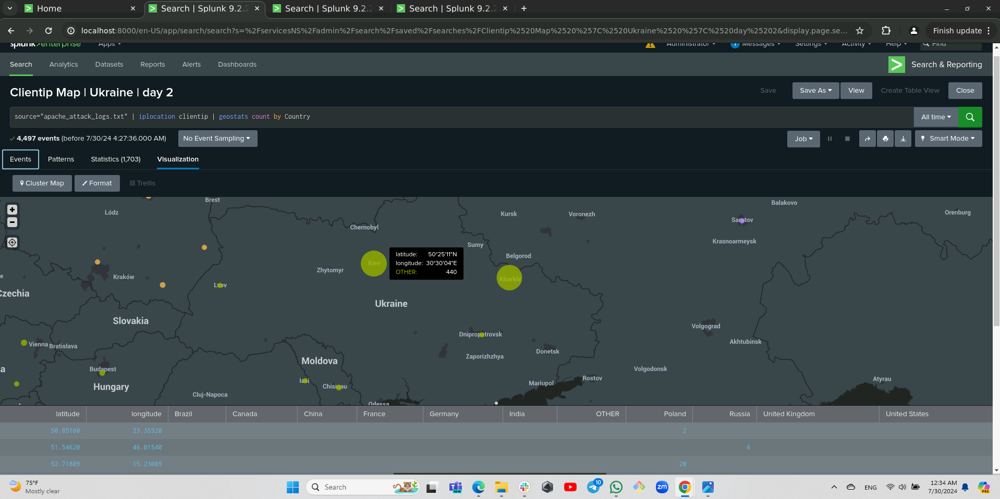 Home
Search | Splunk 9.2.2
Search | Splunk 9.2.2
Search | Splunk 9.2.2
localhost:8000/en-US/app/search/search?s=%2FservicesNS%2Fadmin%2Fsearch%2Fsaved%2Fsearches%2FClientip%2520Map%2520%257C%2520Ukraine%2520%257C%2520day%25202&display.page.se...
Finish update
splunk>enterprise Apps Administrator 1 Messages Settings Activity Help Find
Search Analytics Datasets Reports Alerts Dashboards Search & Reporting
Clientip Map | Ukraine | day 2
Save Save As View Create Table View Close
source="apache_attack_logs.txt" | iplocation clientip | geostats count by Country
All time
4,497 events (before 7/30/24 4:27:36.000 AM) No Event Sampling
Job Smart Mode
Events Patterns Statistics (1,703) Visualization
Cluster Map Format Trellis
Brest
Balakovo
Lódz
Kursk
Voronezh
Orenburg
Saratov
Chernobyl
Krasnoarmeysk
Sumy
latitude: 50°25'11"N
Belgorod
Kiev
longitude: 30°30'04"E
Zhytomyr
OTHER: 440
e
Kraków
Kharkiv
Lvov
Czechia
Ukraine
Slovakia
Volgograd
Dnipropetrovsk
Akhtubinsk
Vienna
Bratislava
Donetsk
Zaporizhzhya
Moldova
a
Budapest
Volgodonsk
Rostov
Atyrau
Iasi
Mariupol
Chisinau
Hungary
Cluj-Napoca
Odessa
latitude longitude Brazil Canada China France Germany India OTHER Poland Russia United Kingdom United States
50.85160 23.35920 2
51.54620 46.01540 6
52.71809 15.23089 20
75°F
Mostly clear
Search
NEW
10
zm
ENG
12:34 AM
7/30/2024
PRE